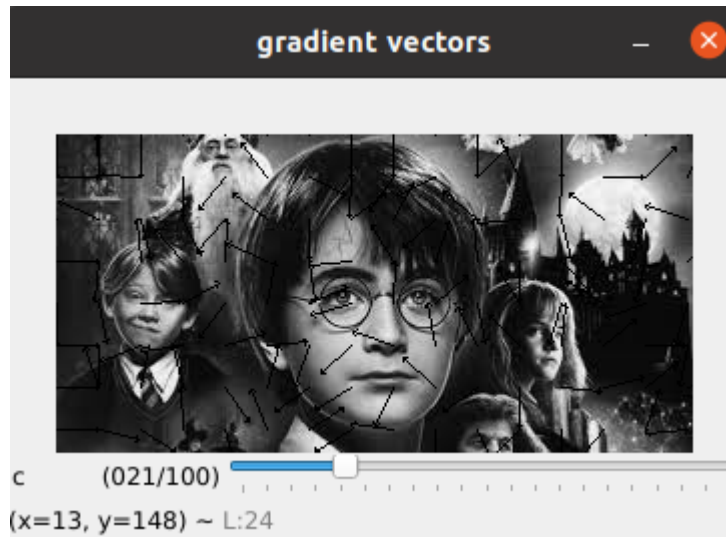 gradient vectors
c (021/100)
(x=13, y=148) ~ L:24